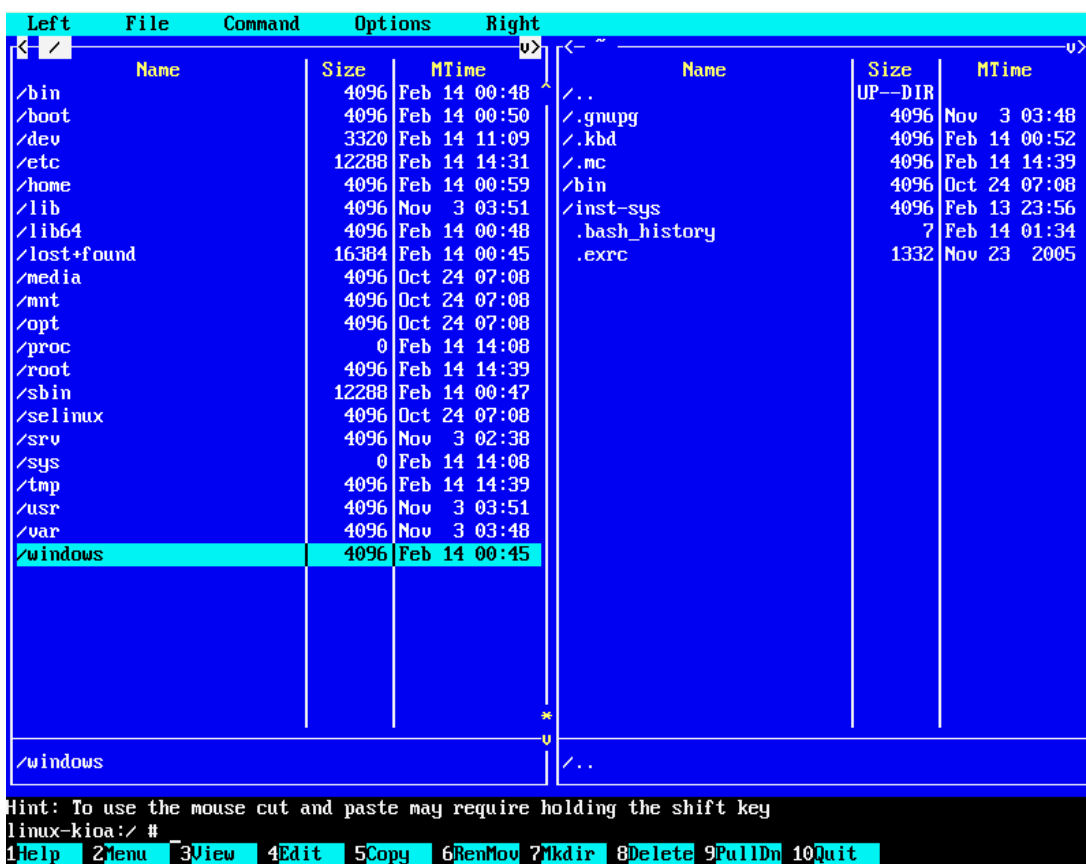 Left File Command Options Right
<- / v> <- ~ v>
Name Size MTime Name Size MTime
/bin 4096 Feb 14 00:48 ^ /.. UP--DIR
/boot 4096 Feb 14 00:50 /.gnupg 4096 Nov 3 03:48
/dev 3320 Feb 14 11:09 /.kbd 4096 Feb 14 00:52
/etc 12288 Feb 14 14:31 /.mc 4096 Feb 14 14:39
/home 4096 Feb 14 00:59 /bin 4096 Oct 24 07:08
/lib 4096 Nov 3 03:51 /inst-sys 4096 Feb 13 23:56
/lib64 4096 Feb 14 00:48 .bash_history 7 Feb 14 01:34
/lost+found 16384 Feb 14 00:45 .exrc 1332 Nov 23 2005
/media 4096 Oct 24 07:08
/mnt 4096 Oct 24 07:08
/opt 4096 Oct 24 07:08
/proc 0 Feb 14 14:08
/root 4096 Feb 14 14:39
/sbin 12288 Feb 14 00:47
/selinux 4096 Oct 24 07:08
/srv 4096 Nov 3 02:38
/sys 0 Feb 14 14:08
/tmp 4096 Feb 14 14:39
/usr 4096 Nov 3 03:51
/var 4096 Nov 3 03:48
/windows 4096 Feb 14 00:45
*
v
/windows /..
Hint: To use the mouse cut and paste may require holding the shift key
linux-kioa:/ # _
1Help 2Menu 3View 4Edit 5Copy 6RenMov 7Mkdir 8Delete 9PullDn 10Quit